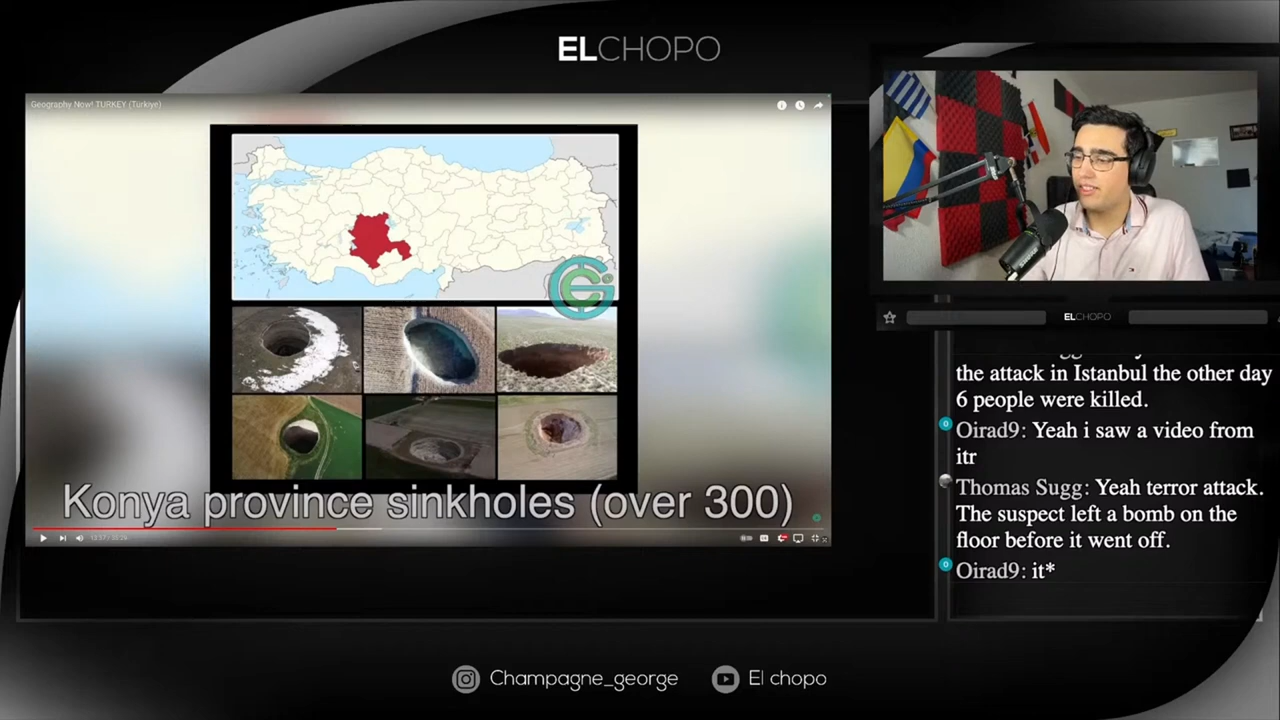 ELCHOPO
Geography Now! TURKEY (Türkiye)
Konya province sinkholes (over 300)
ELCHOPO
the attack in Istanbul the other day
6 people were killed.
Oirad9: Yeah i saw a video from
itr
Thomas Sugg: Yeah terror attack.
The suspect left a bomb on the
floor before it went off.
Oirad9: it*
Champagne_george
El chopo